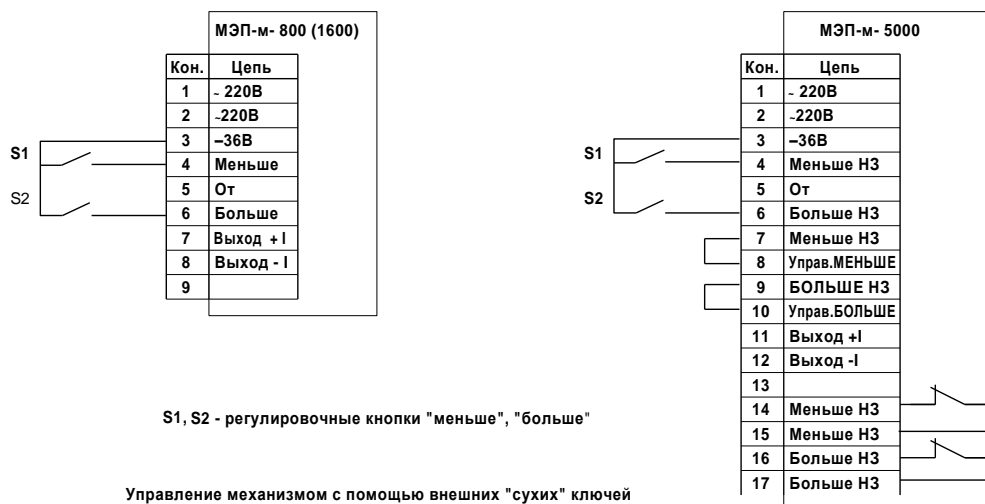 МЭП-м- 800 (1600)
Кон. Цепь
1 ~ 220В
2 ~220В
3 –36В
4 Меньше
5 От
6 Больше
7 Выход + I
8 Выход - I
9
S1
S2
МЭП-м- 5000
Кон. Цепь
1 ~ 220В
2 ~220В
3 –36В
4 Меньше НЗ
5 От
6 Больше НЗ
7 Меньше НЗ
8 Управ.МЕНЬШЕ
9 БОЛЬШЕ НЗ
10 Управ.БОЛЬШЕ
11 Выход +I
12 Выход -I
13
14 Меньше НЗ
15 Меньше НЗ
16 Больше НЗ
17 Больше НЗ
S1
S2
S1, S2 - регулировочные кнопки "меньше", "больше"
Управление механизмом с помощью внешних "сухих" ключей